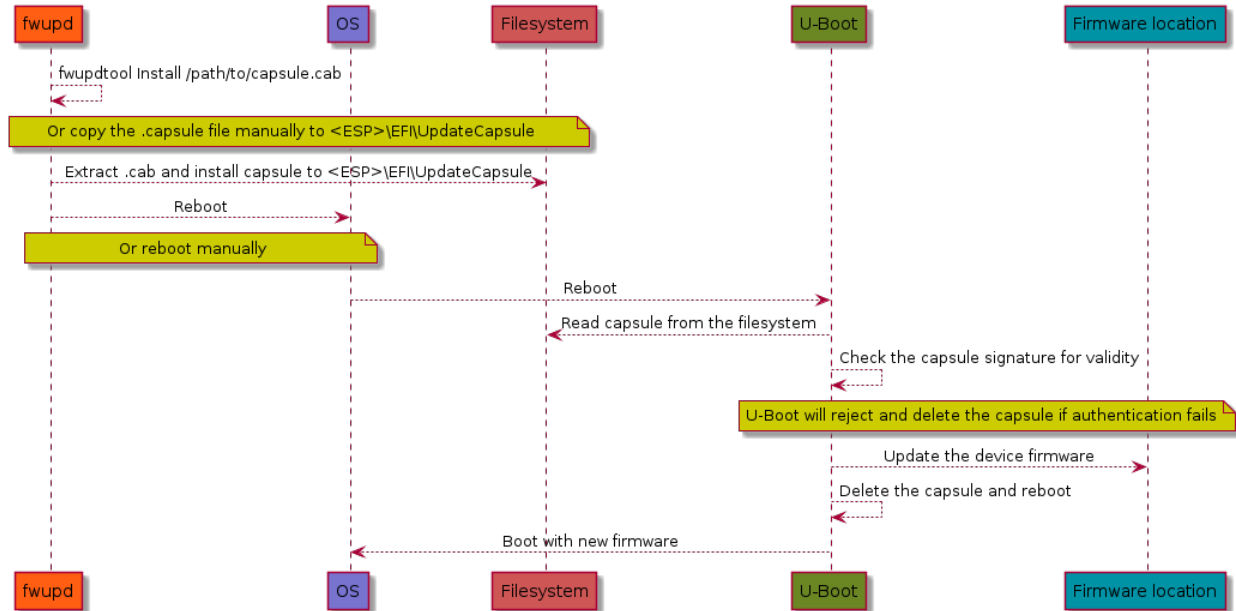 fwupd
OS
Filesystem
U-Boot
Firmware location
fwupdtool Install /path/to/capsule.cab
Or copy the .capsule file manually to <ESP>\EFI\UpdateCapsule
Extract .cab and install capsule to <ESP>\EFI\UpdateCapsule
Reboot
Or reboot manually
Reboot
Read capsule from the filesystem
Check the capsule signature for validity
U-Boot will reject and delete the capsule if authentication fails
Update the device firmware
Delete the capsule and reboot
Boot with new firmware
fwupd
OS
Filesystem
U-Boot
Firmware location